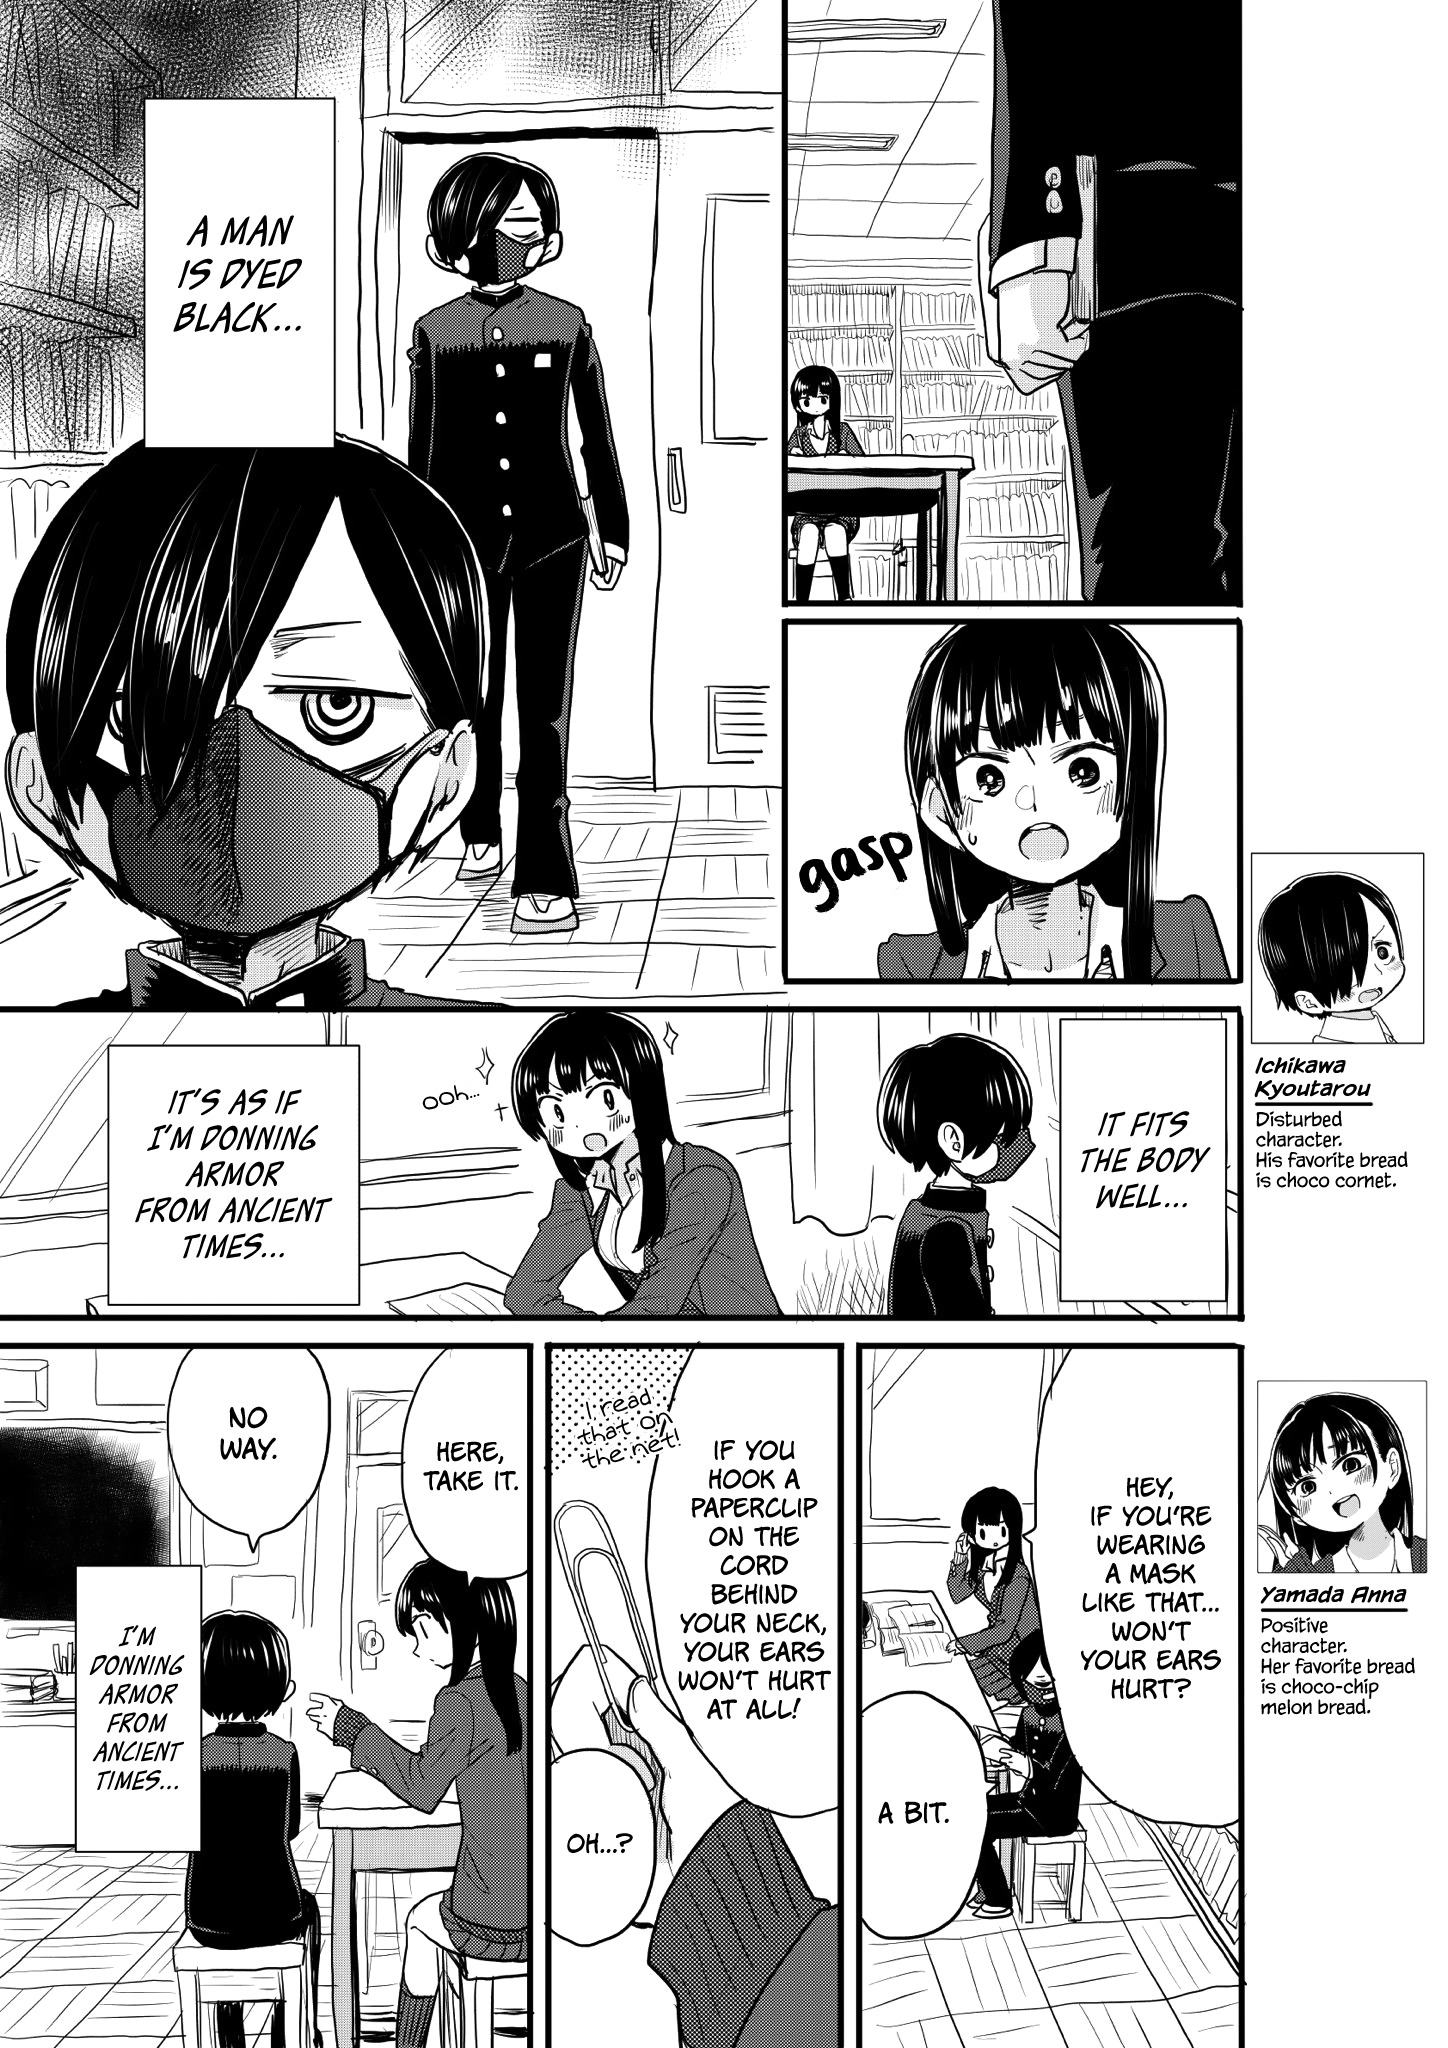 A MAN
IS DYED
BLACK...
gasp
Ichikawa
Kyoutarou
Disturbed
character.
His favorite bread
is choco cornet.
IT FITS
THE BODY
WELL...
OOh...
IT'S AS IF
I'M DONNING
ARMOR
FROM ANCIENT
TIMES...
HEY,
IF YOU'RE
WEARING
A MASK
LIKE THAT...
WON'T
YOUR EARS
HURT?
A BIT.
IF YOU
HOOK A
PAPERCLIP
ON THE
CORD
BEHIND
YOUR NECK,
YOUR EARS
WON'T HURT
AT ALL!
I read
that on
the net!
OH...?
HERE,
TAKE IT.
NO
WAY.
I'M
DONNING
ARMOR
FROM
ANCIENT
TIMES...
Yamada Anna
Positive
character.
Her favorite bread
is choco-chip
melon bread.